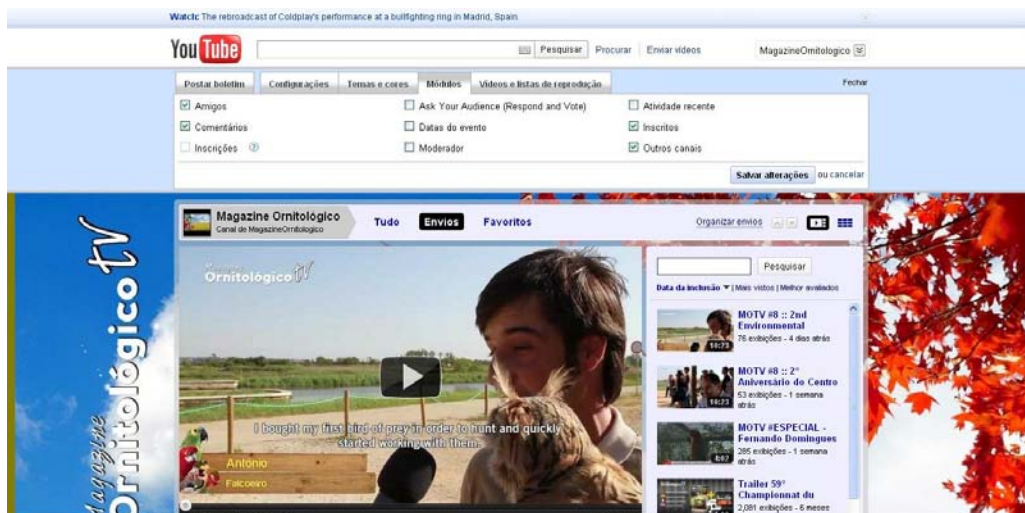 Watch: The rebroadcast of Coldplay's performance at a bullfighting ring in Madrid, Spain.
YouTube
Pesquisar Procurar Enviar vídeos MagazineOrnitologico
Postar boletim Configurações Temas e cores Módulos Vídeos e listas de reprodução Fechar
Amigos Ask Your Audience (Respond and Vote) Atividade recente
Comentários Datas do evento Inscritos
Inscrições ? Moderador Outros canais
Salvar alterações ou cancelar
Magazine Ornitológico
Canal de MagazineOrnitologico
Tudo Envios Favoritos Organizar envios
Magazine
Ornitológico tv
Magazine
Ornitológico TV
I bought my first bird of prey in order to hunt and quickly
started working with them.
António
Falcoeiro
Pesquisar
Data da inclusão ▼ | Mais vistos | Melhor avaliados
MOTV #8 :: 2nd
Environmental
76 exibições - 4 dias atrás
10:23
MOTV #8 :: 2°
Aniversário do Centro
53 exibições - 1 semana
atrás
10:23
MOTV #ESPECIAL -
Fernando Domingues
285 exibições - 1 semana
atrás
Trailer 59°
Championnat du
2,081 exibições - 6 meses